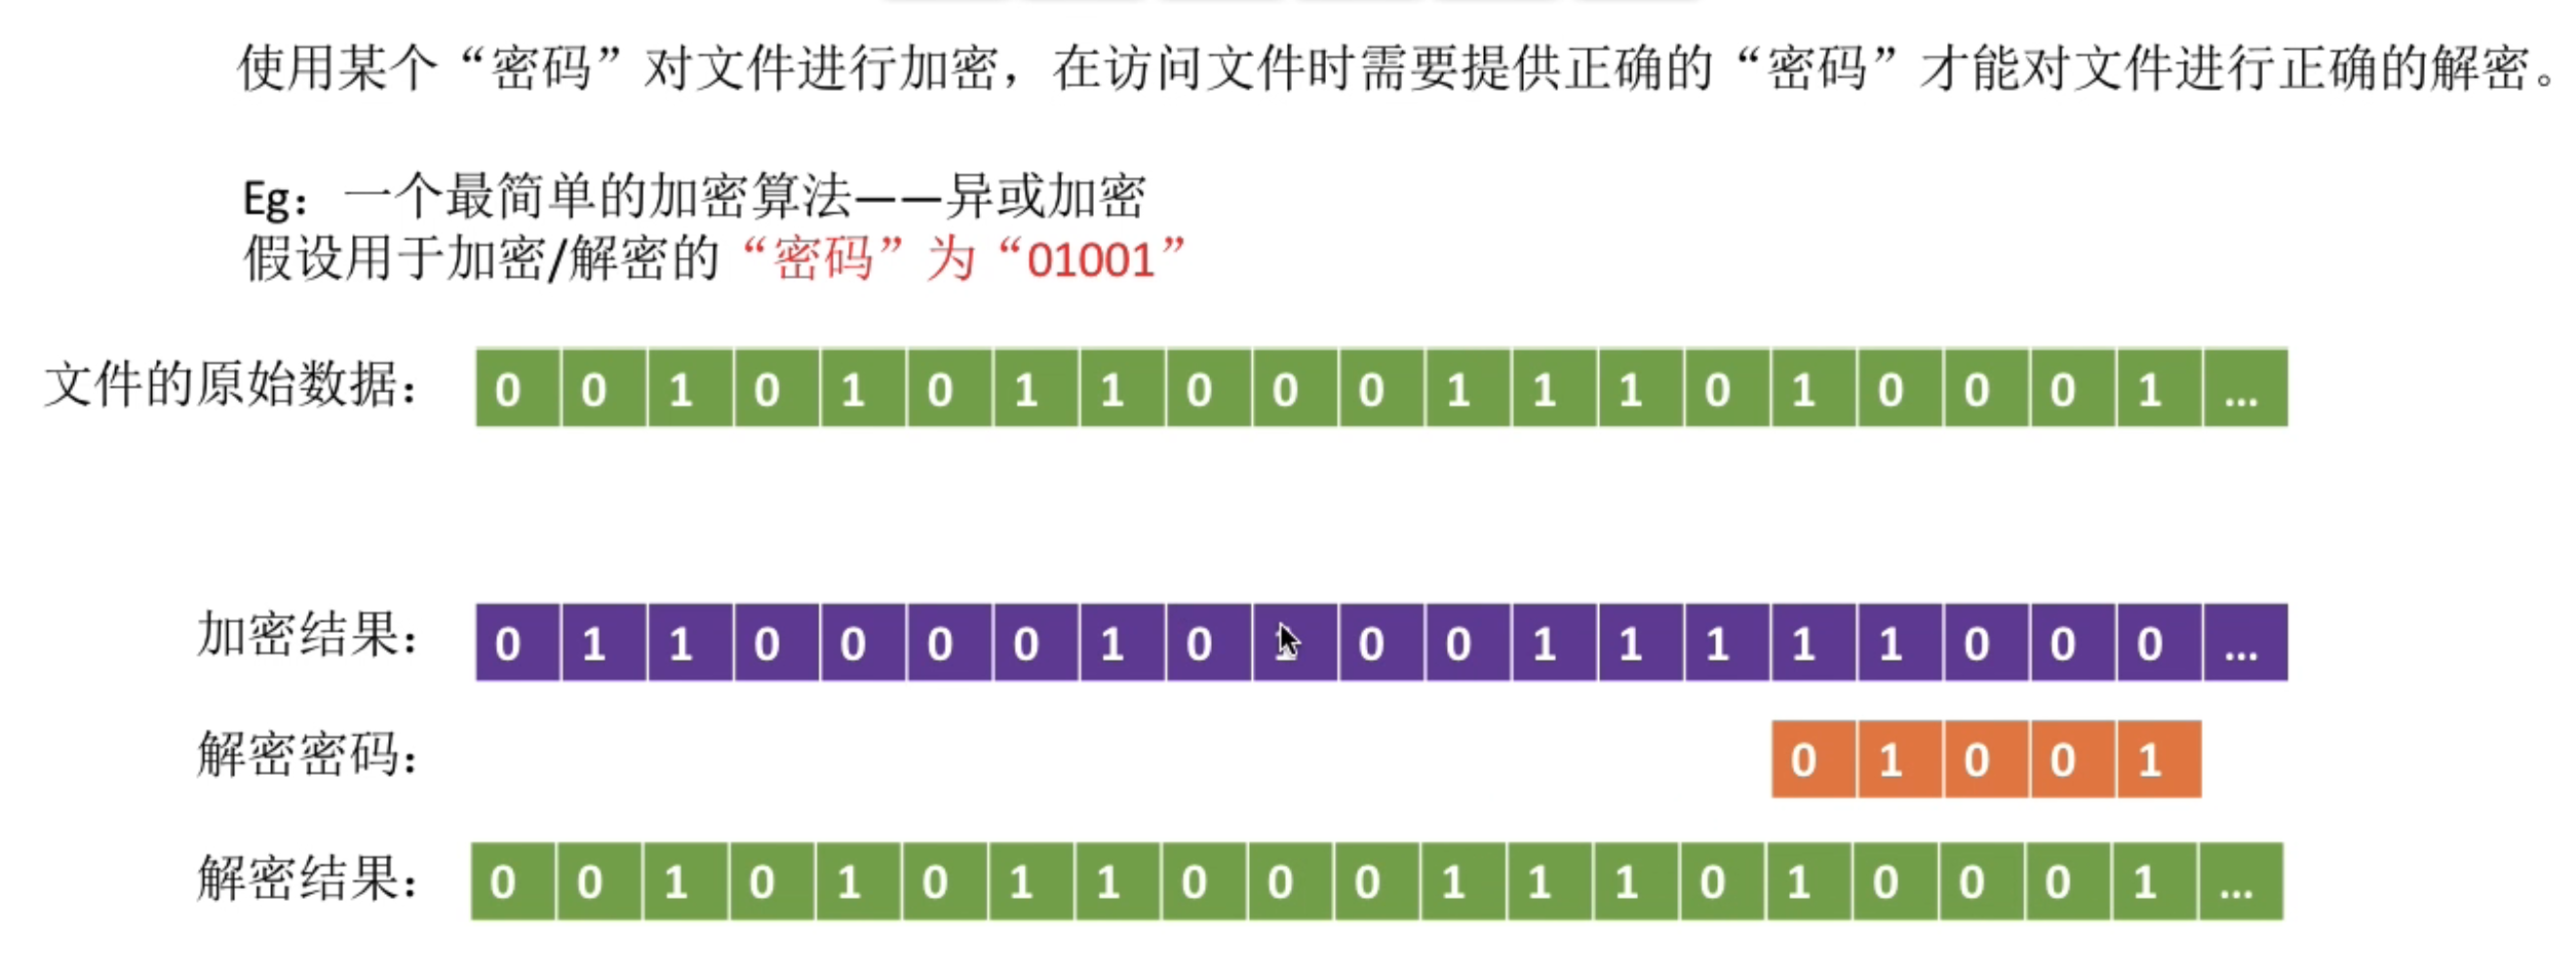 使用某个“密码”对文件进行加密，在访问文件时需要提供正确的“密码”才能对文件进行正确的解密。
Eg：一个最简单的加密算法——异或加密
假设用于加密/解密的“密码”为“01001”
文件的原始数据： 0 0 1 0 1 0 1 1 0 0 0 1 1 1 0 1 0 0 0 1 ...
加密结果： 0 1 1 0 0 0 0 1 0 1 0 0 1 1 1 1 1 0 0 0 ...
解密密码： 0 1 0 0 1
解密结果： 0 0 1 0 1 0 1 1 0 0 0 1 1 1 0 1 0 0 0 1 ...